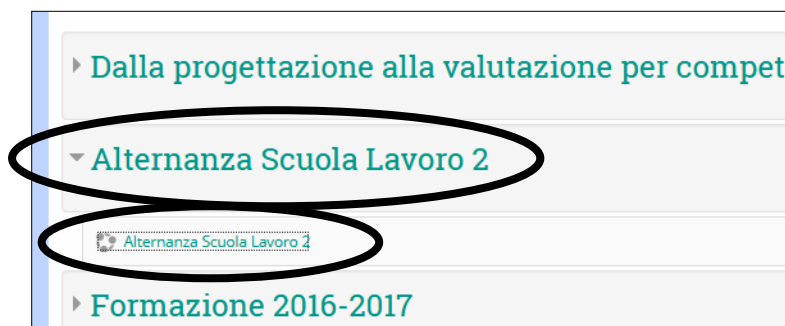 Dalla progettazione alla valutazione per compet
Alternanza Scuola Lavoro 2
Alternanza Scuola Lavoro 2
Formazione 2016-2017